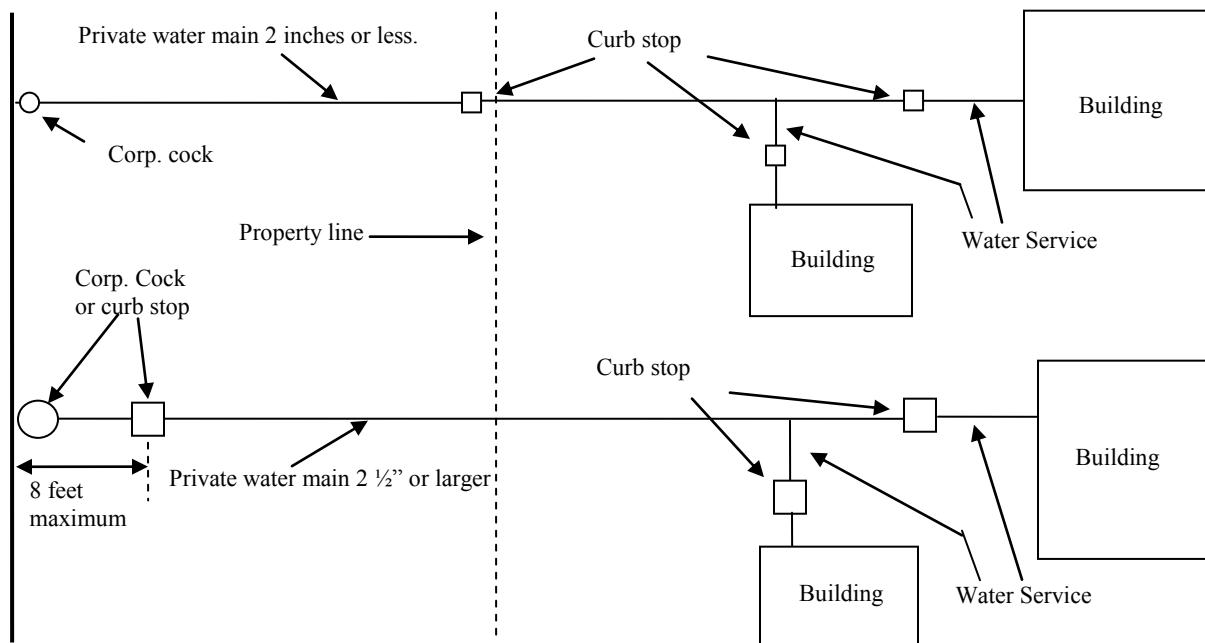 Private water main 2 inches or less.
Curb stop
Building
Corp. cock
Property line
Water Service
Building
Corp. Cock
or curb stop
Curb stop
Building
Private water main 2 ½” or larger
8 feet
maximum
Building
Water Service